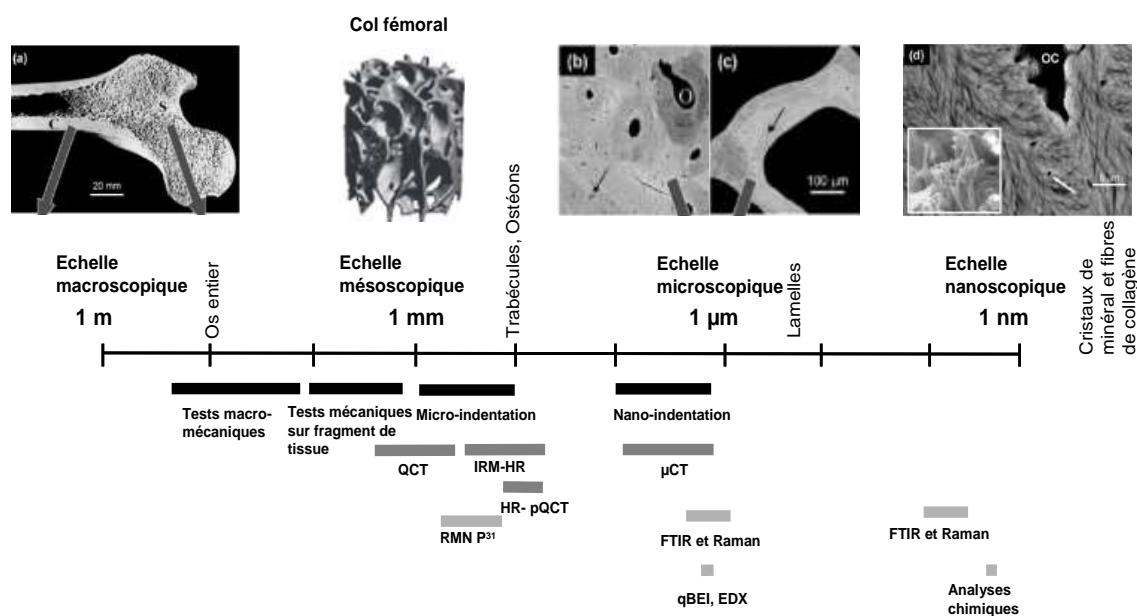 Col fémoral
(a)
S
C
20 mm
(b)
(c)
100 µm
(d)
OC
Echelle
macroscopique
1 m
Os entier
Echelle
mésoscopique
1 mm
Trabécules, Ostéons
Echelle
microscopique
1 µm
Lamelles
Echelle
nanoscopique
1 nm
Cristaux de
minéral et fibres
de collagène
Tests macro-
mécaniques
Tests mécaniques
sur fragment de
tissue
Micro-indentation
Nano-indentation
QCT
IRM-HR
µCT
HR- pQCT
RMN P³¹
FTIR et Raman
FTIR et Raman
qBEI, EDX
Analyses
chimiques